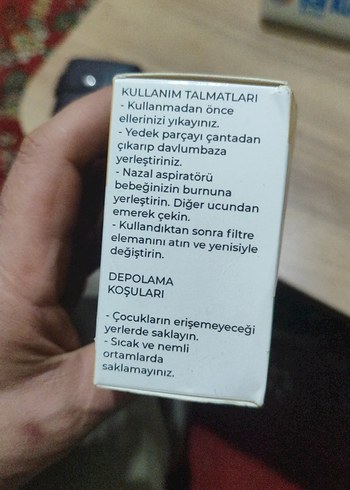 KULLANIM TALMATLARI
- Kullanmadan önce
ellerinizi yıkayınız.
- Yedek parçayı çantadan
çıkarıp davlumbaza
yerleştiriniz.
- Nazal aspiratörü
bebeğinizin burnuna
yerleştirin. Diğer ucundan
emerek çekin.
- Kullandıktan sonra filtre
elemanını atın ve yenisiyle
değiştirin.
DEPOLAMA
KOŞULARI
- Çocukların erişemeyeceği
yerlerde saklayın.
- Sıcak ve nemli
ortamlarda
saklamayınız.